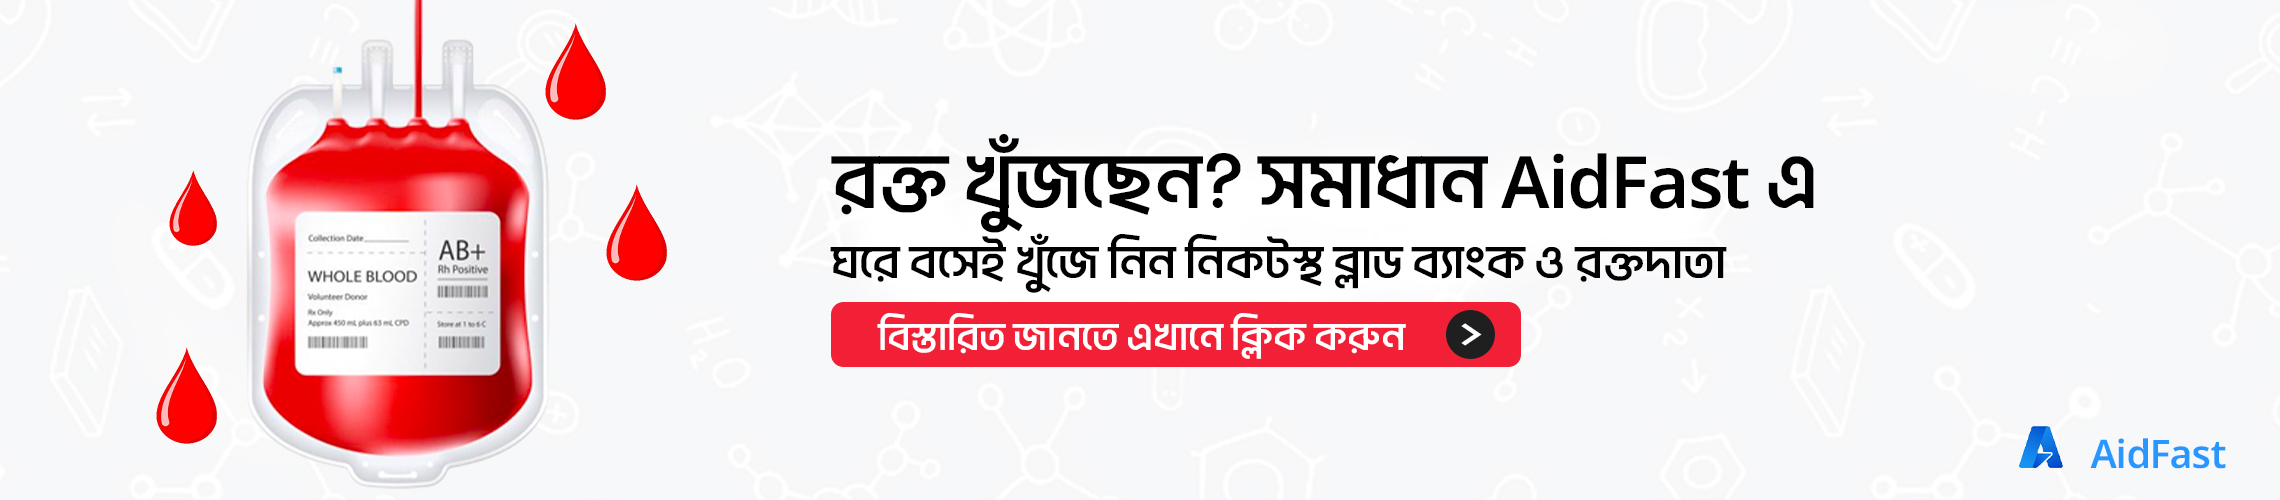 রক্ত খুঁজছেন? সমাধান AidFast এ
ঘরে বসেই খুঁজে নিন নিকটস্থ ব্লাড ব্যাংক ও রক্তদাতা
বিস্তারিত জানতে এখানে ক্লিক করুন
Collection Date
WHOLE BLOOD
Volunteer Donor
Rx Only
Approx 450 mL plus 63 mL CPD
AB+
Rh Positive
Store at 1 to 6 C
H₂O
AidFast